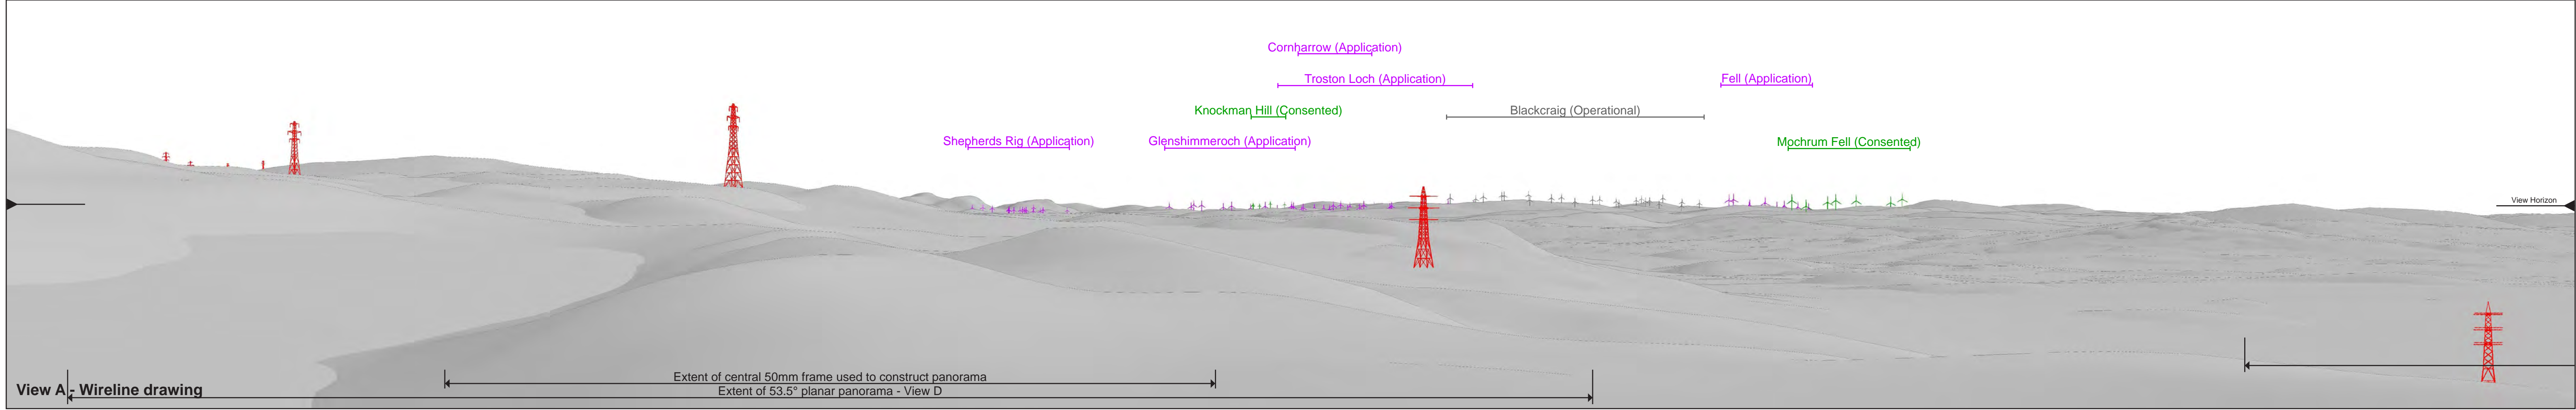 Cornharrow (Application)
Troston Loch (Application)
Fell (Application)
Knockman Hill (Consented)
Blackcraig (Operational)
Shepherds Rig (Application)
Glenshimmeroch (Application)
Mochrum Fell (Consented)
View Horizon
Extent of central 50mm frame used to construct panorama
View A - Wireline drawing
Extent of 53.5° planar panorama - View D